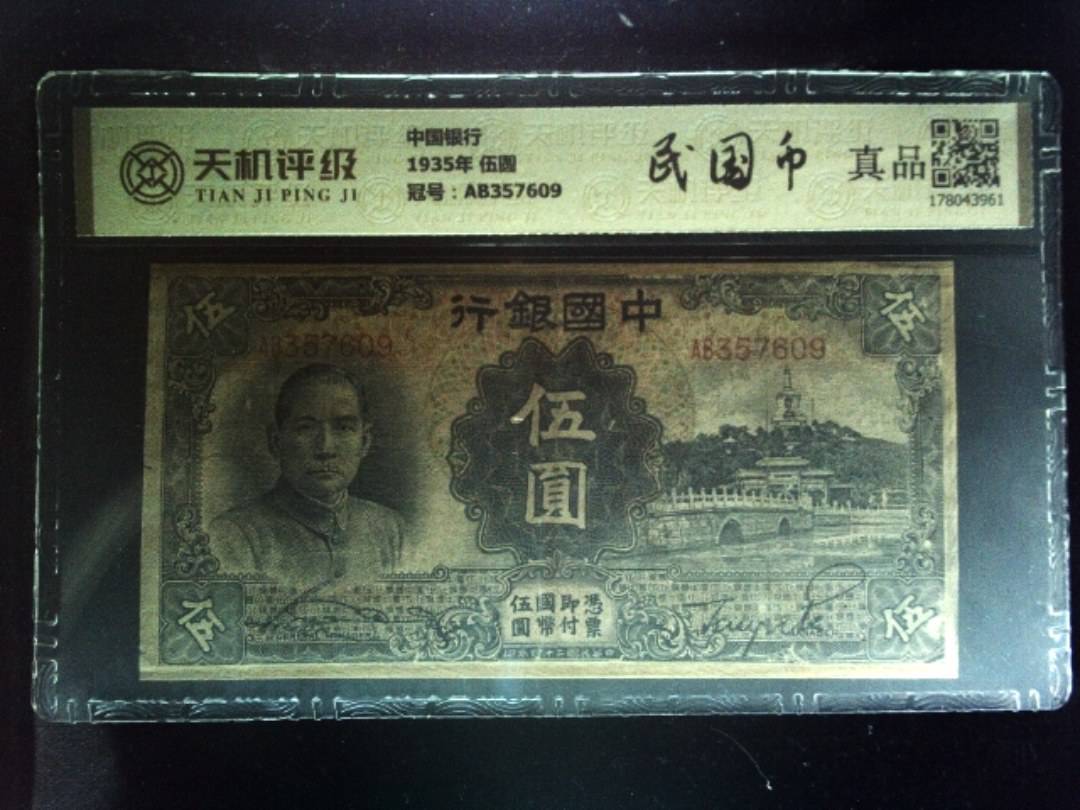 天机评级
TIAN JI PING JI
中国银行
1935年 伍圆
冠号：AB357609
民国币
真品
178043961
行銀國中
伍
伍
AB357609
AB357609
伍
圓
憑票
即付
國幣
伍圓
伍
伍